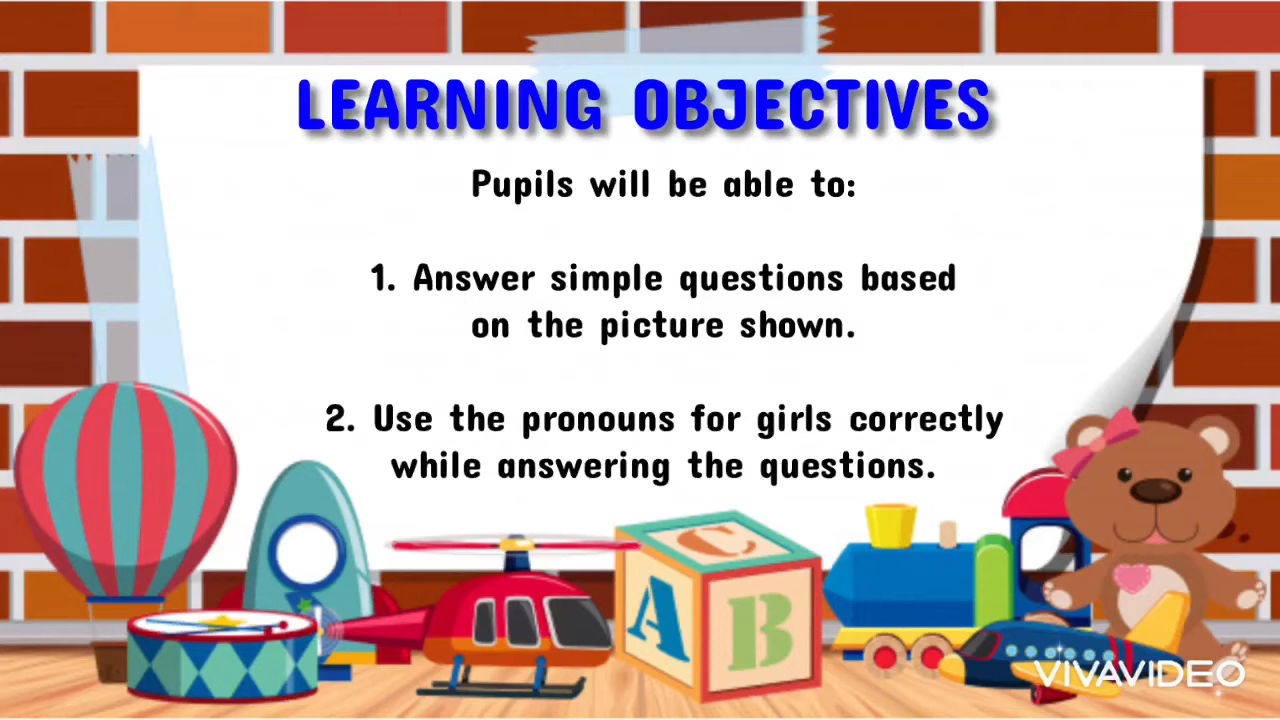 LEARNING OBJECTIVES
Pupils will be able to:
1. Answer simple questions based
on the picture shown.
2. Use the pronouns for girls correctly
while answering the questions.
C
A
B
VIVAVIDEO